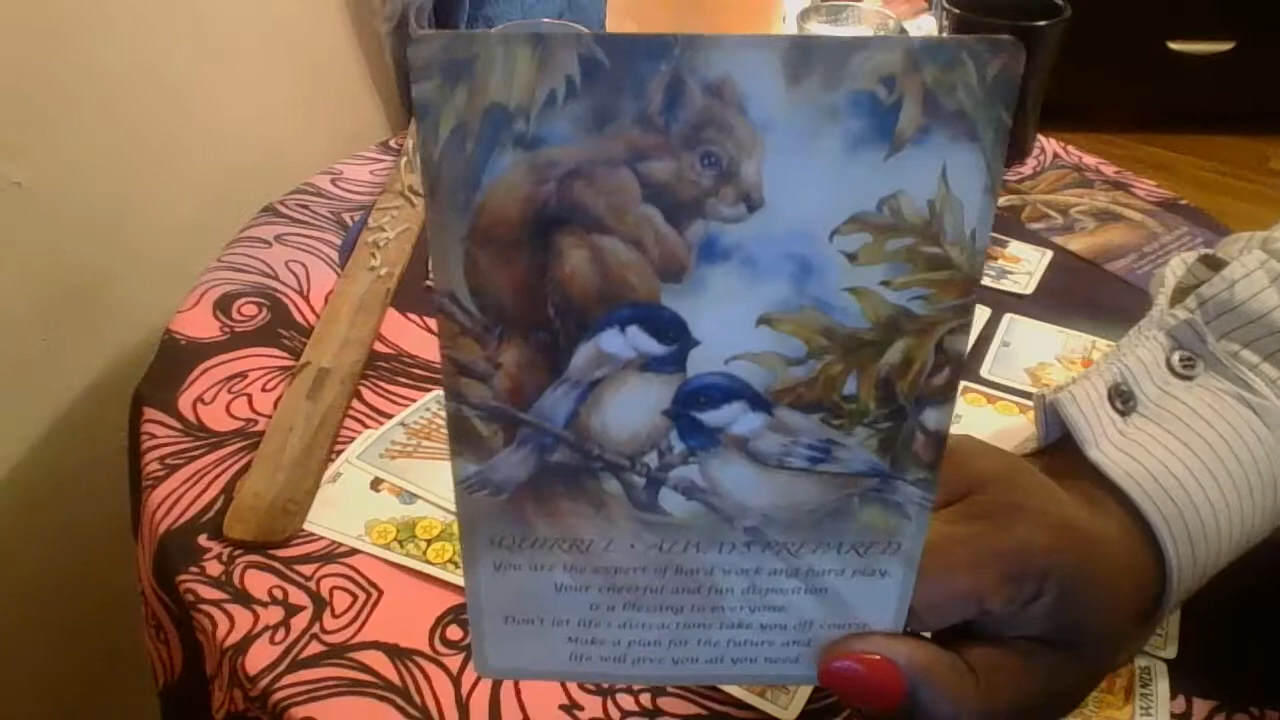 SQUIRREL • ALWAYS PREPARED
You are the expert of hard work and hard play.
Your cheerful and fun disposition
is a blessing to everyone.
Don't let life's distractions take you off course.
Make a plan for the future and
life will give you all you need.
WANDS